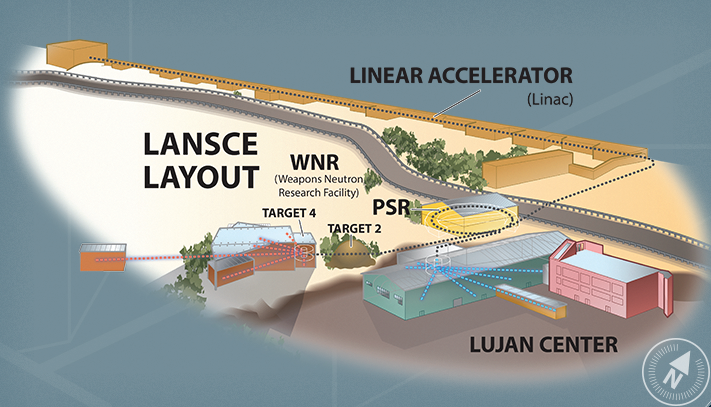 LINEAR ACCELERATOR
(Linac)
LANSCE
LAYOUT
WNR
(Weapons Neutron
Research Facility)
TARGET 4
PSR
TARGET 2
LUJAN CENTER
N